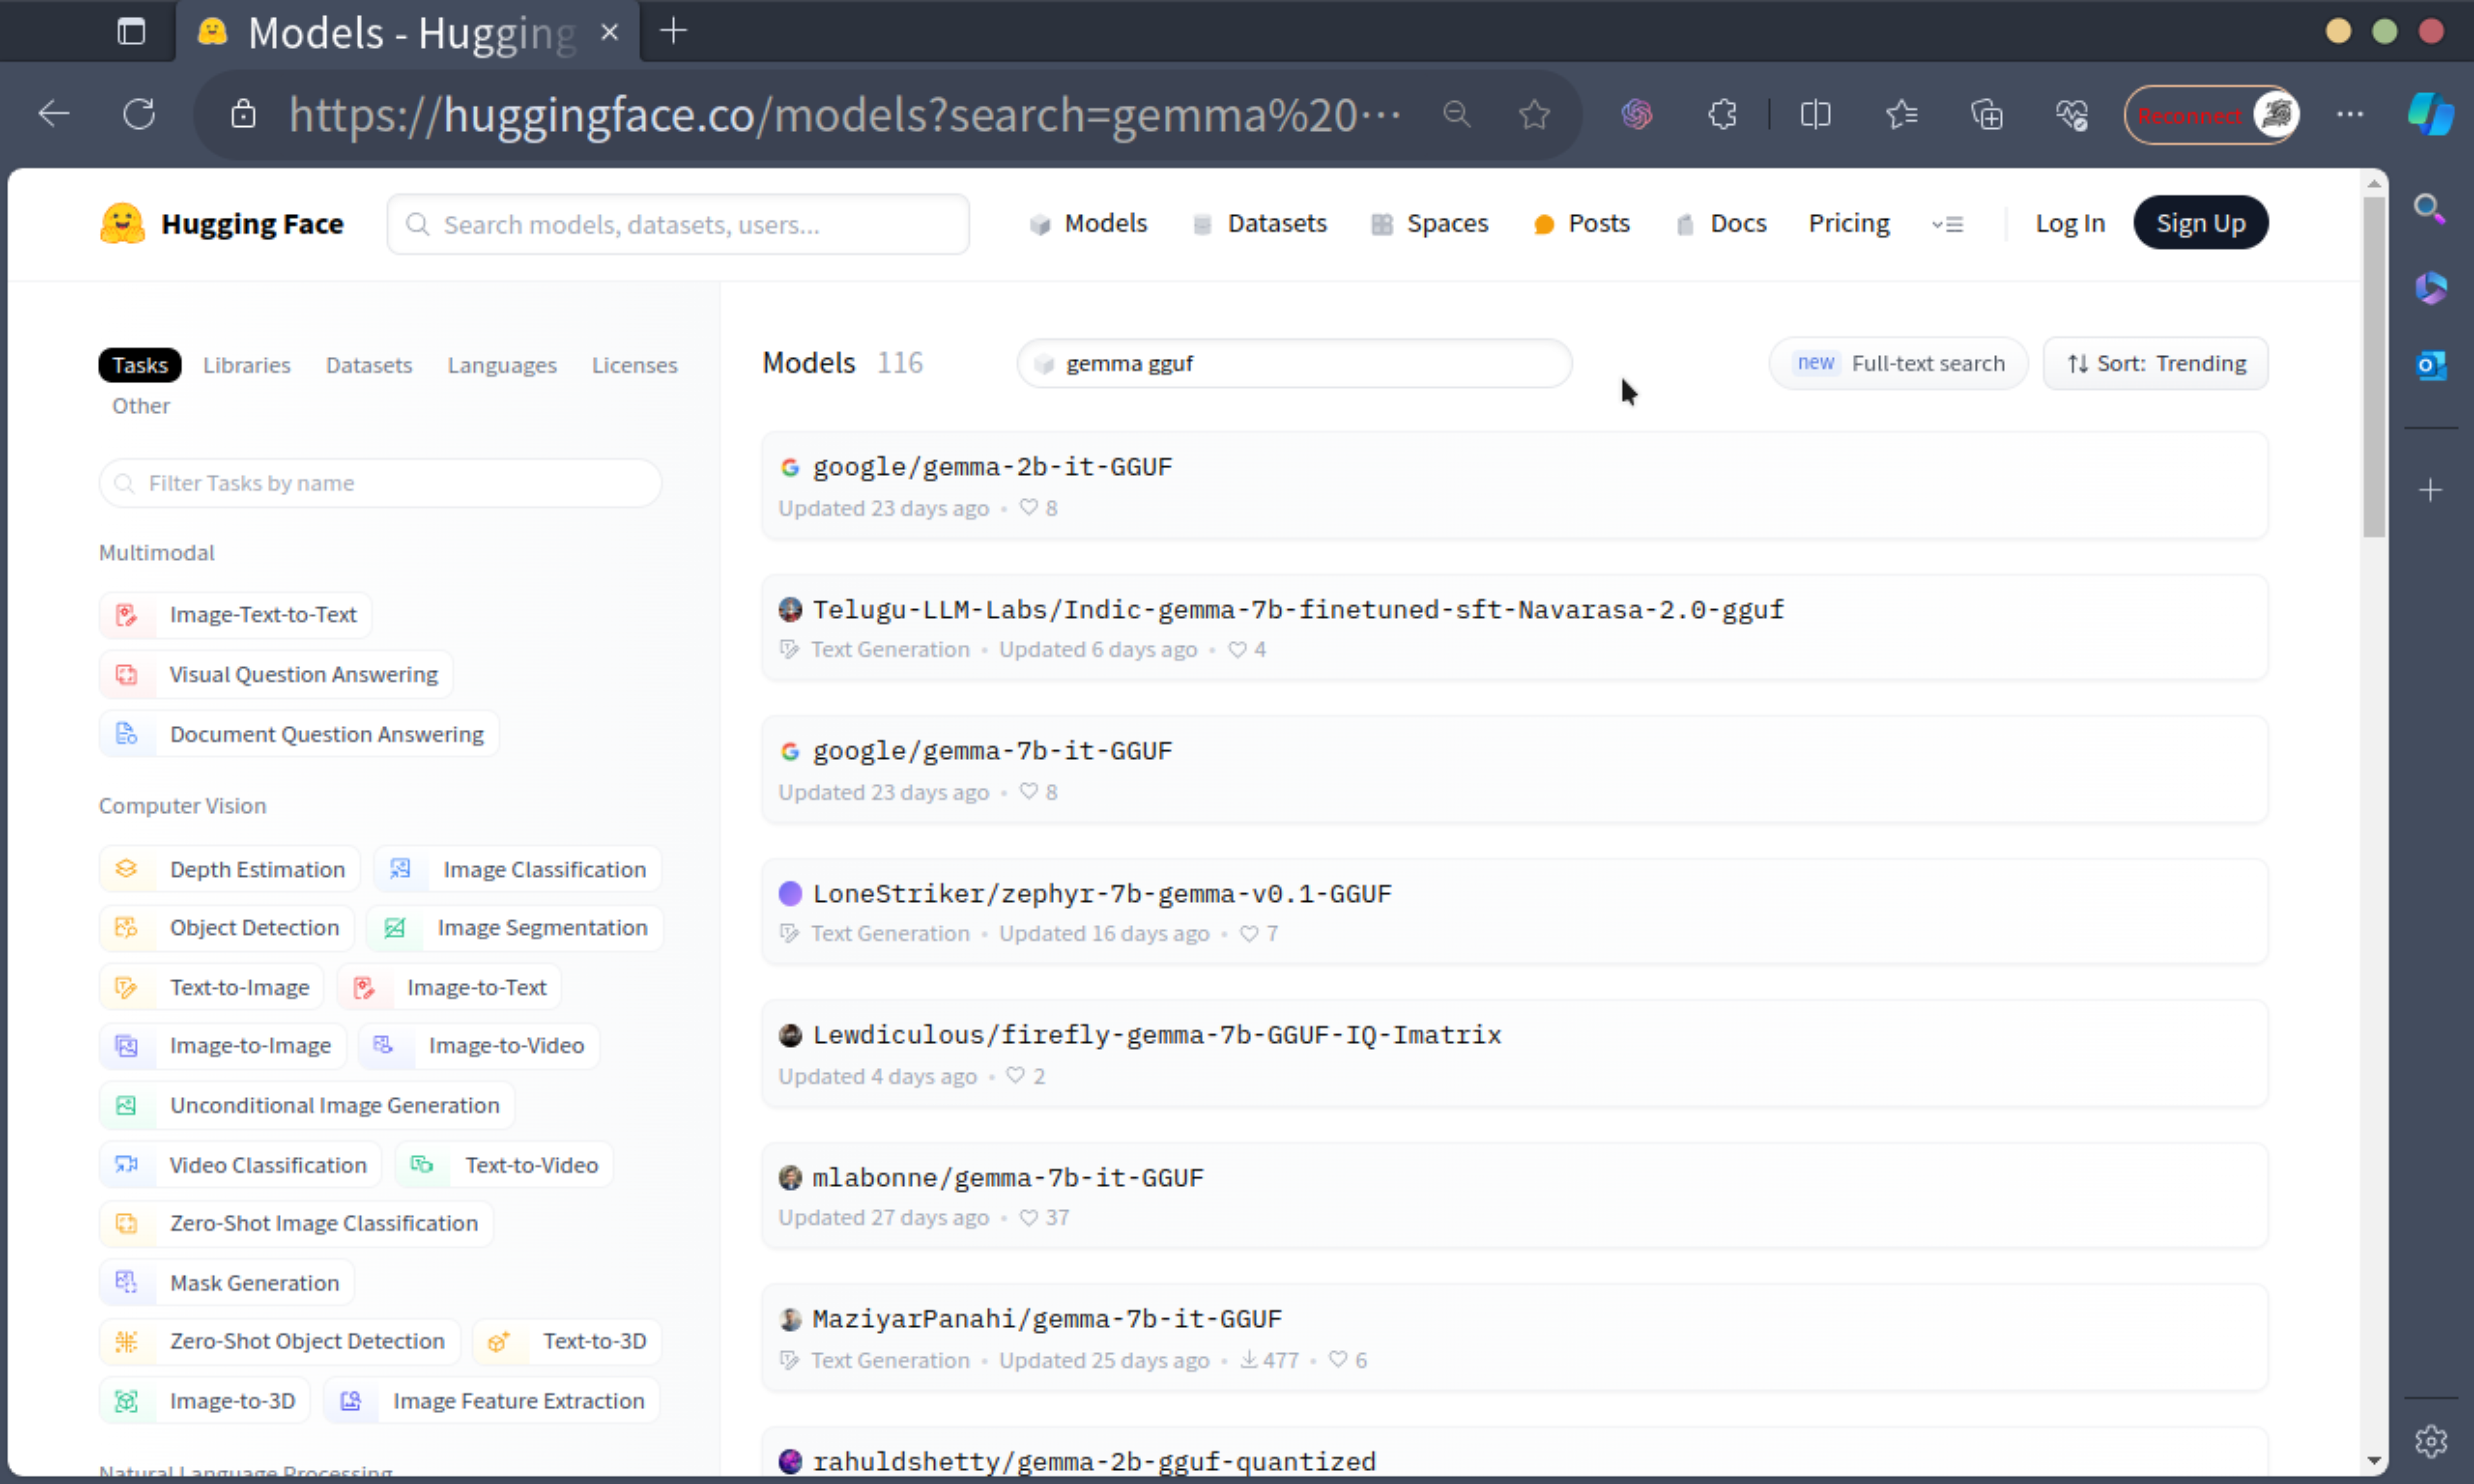 Models - Hugging
https://huggingface.co/models?search=gemma%20...
Reconnect
Hugging Face
Search models, datasets, users...
Models
Datasets
Spaces
Posts
Docs
Pricing
Log In
Sign Up
Tasks Libraries Datasets Languages Licenses
Other
Filter Tasks by name
Multimodal
Image-Text-to-Text
Visual Question Answering
Document Question Answering
Computer Vision
Depth Estimation Image Classification
Object Detection Image Segmentation
Text-to-Image Image-to-Text
Image-to-Image Image-to-Video
Unconditional Image Generation
Video Classification Text-to-Video
Zero-Shot Image Classification
Mask Generation
Zero-Shot Object Detection Text-to-3D
Image-to-3D Image Feature Extraction
Natural Language Processing
Models 116
gemma gguf
new Full-text search
Sort: Trending
google/gemma-2b-it-GGUF
Updated 23 days ago • 8
Telugu-LLM-Labs/Indic-gemma-7b-finetuned-sft-Navarasa-2.0-gguf
Text Generation • Updated 6 days ago • 4
google/gemma-7b-it-GGUF
Updated 23 days ago • 8
LoneStriker/zephyr-7b-gemma-v0.1-GGUF
Text Generation • Updated 16 days ago • 7
Lewdiculous/firefly-gemma-7b-GGUF-IQ-Imatrix
Updated 4 days ago • 2
mlabonne/gemma-7b-it-GGUF
Updated 27 days ago • 37
MaziyarPanahi/gemma-7b-it-GGUF
Text Generation • Updated 25 days ago • 477 • 6
rahuldshetty/gemma-2b-gguf-quantized